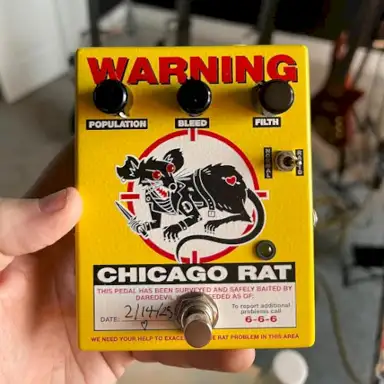 WARNING
POPULATION BLEED FILTH
CHICAGO RAT
THIS PEDAL HAS BEEN SURVEYED AND SAFELY BAITED BY
DAREDEVIL
DATE: 2/14/25
To report additional
problems call
6-6-6
WE NEED YOUR HELP TO RAT PROBLEM IN THIS AREA